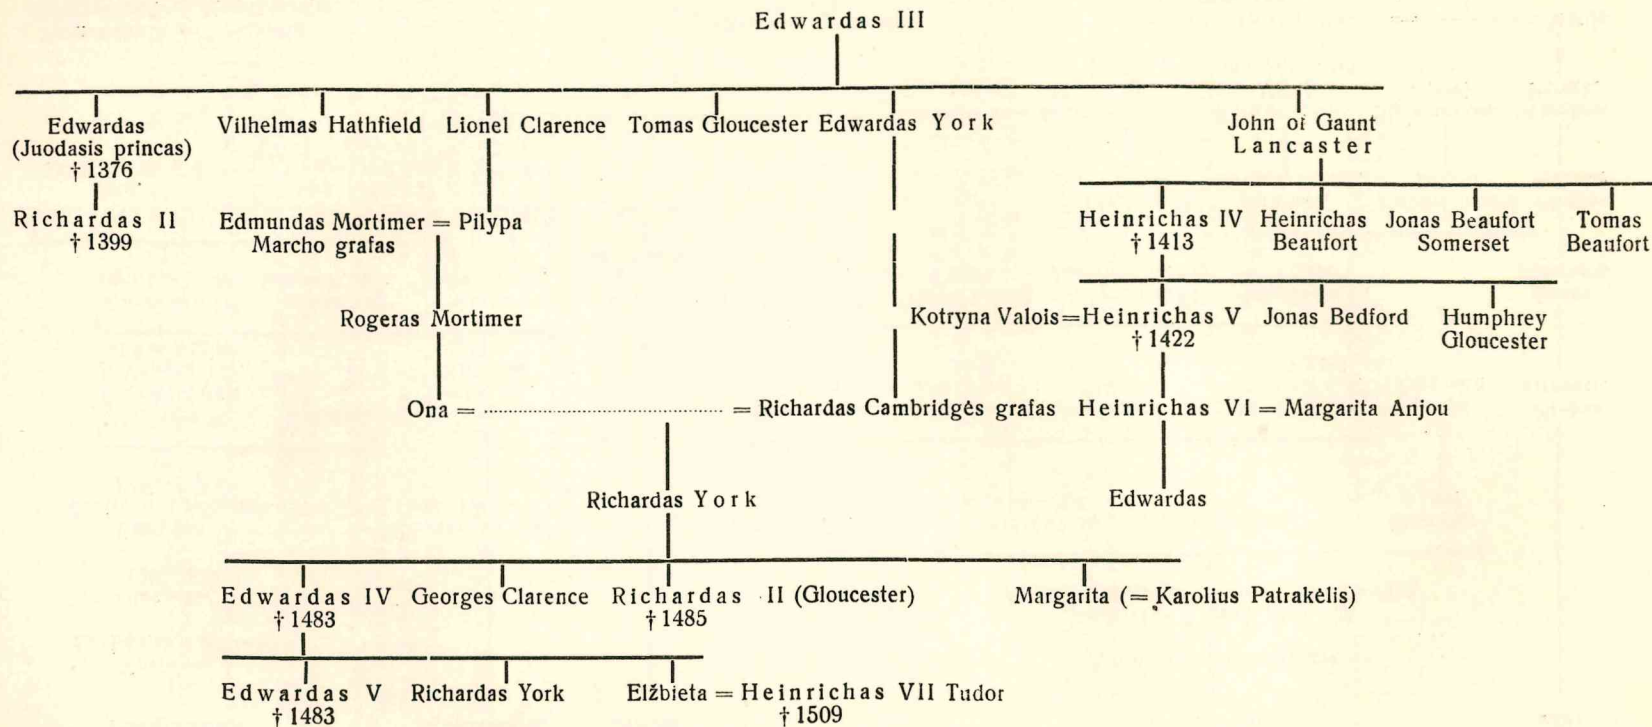 Edwardas III
Edwardas
(Juodasis princas)
† 1376
Vilhelmas Hathfield
Lionel Clarence
Tomas Gloucester
Edwardas York
John of Gaunt
Lancaster
Richardas II
† 1399
Edmundas Mortimer = Pilypa
Marcho grafas
Heinrichas IV
† 1413
Heinrichas
Beaufort
Jonas Beaufort
Somerset
Tomas
Beaufort
Rogeras Mortimer
Kotryna Valois = Heinrichas V
† 1422
Jonas Bedford
Humphrey
Gloucester
Ona = ........................ = Richardas Cambridgės grafas
Heinrichas VI = Margarita Anjou
Richardas York
Edwardas
Edwardas IV
† 1483
Georges Clarence
Richardas II (Gloucester)
† 1485
Margarita (= Karolius Patrakėlis)
Edwardas V
† 1483
Richardas York
Elžbieta = Heinrichas VII Tudor
† 1509